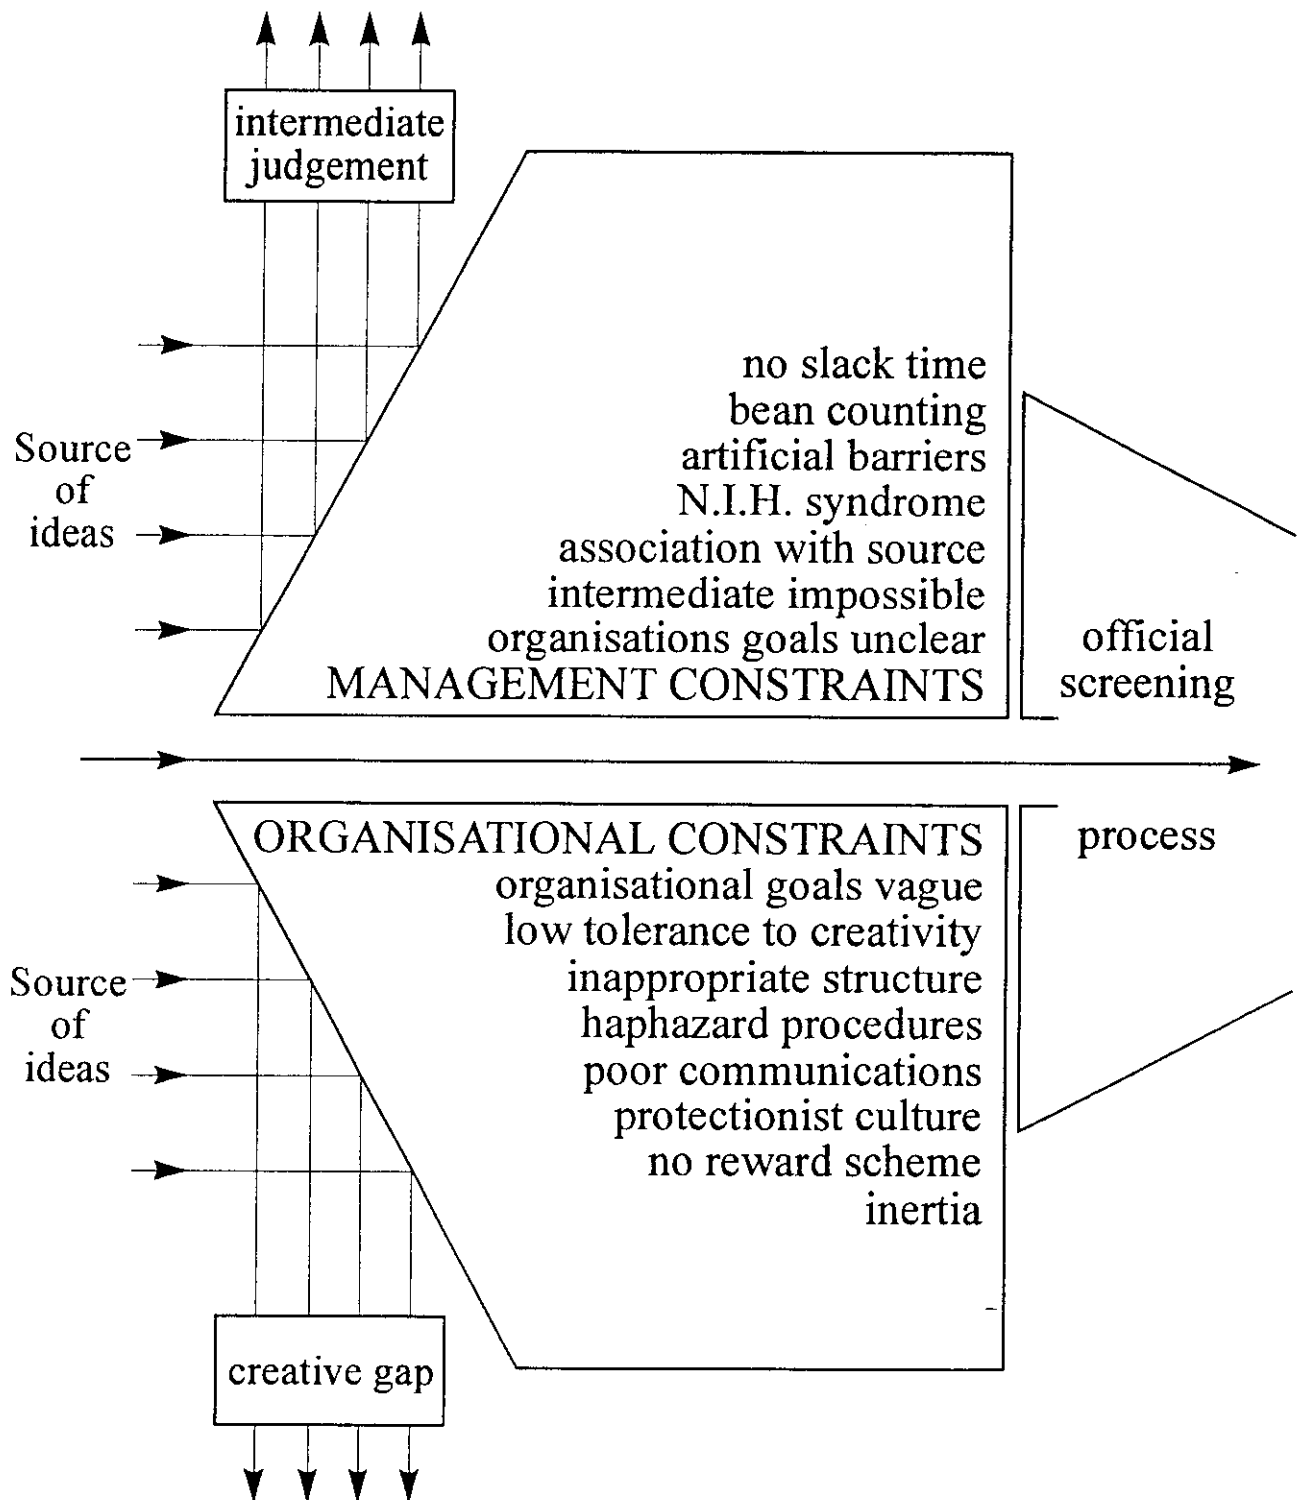 intermediate
judgement
no slack time
bean counting
artificial barriers
N.I.H. syndrome
association with source
intermediate impossible
organisations goals unclear
MANAGEMENT CONSTRAINTS
Source
of
ideas
official
screening
process
ORGANISATIONAL CONSTRAINTS
organisational goals vague
low tolerance to creativity
inappropriate structure
haphazard procedures
poor communications
protectionist culture
no reward scheme
inertia
Source
of
ideas
creative gap